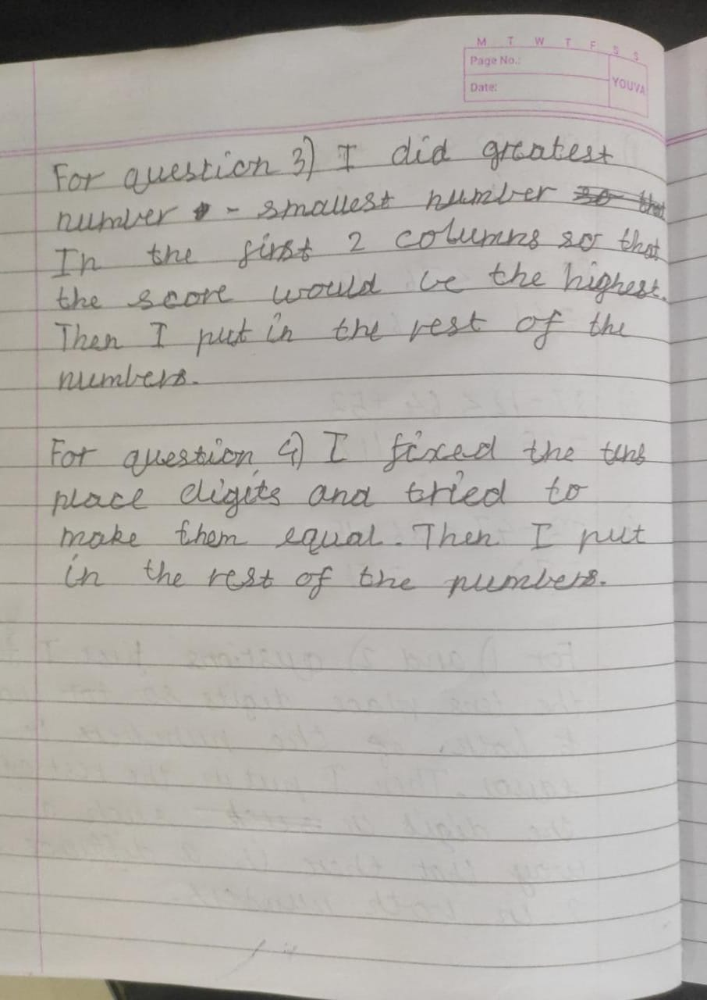 M T W T F S S
Page No.:
Date:
YOUVA
For question 3) I did greatest
number - smallest number so that
In the first 2 columns so that
the score would be the highest.
Then I put in the rest of the
numbers.
For question 4) I fixed the tens
place digits and tried to
make them equal. Then I put
in the rest of the numbers.